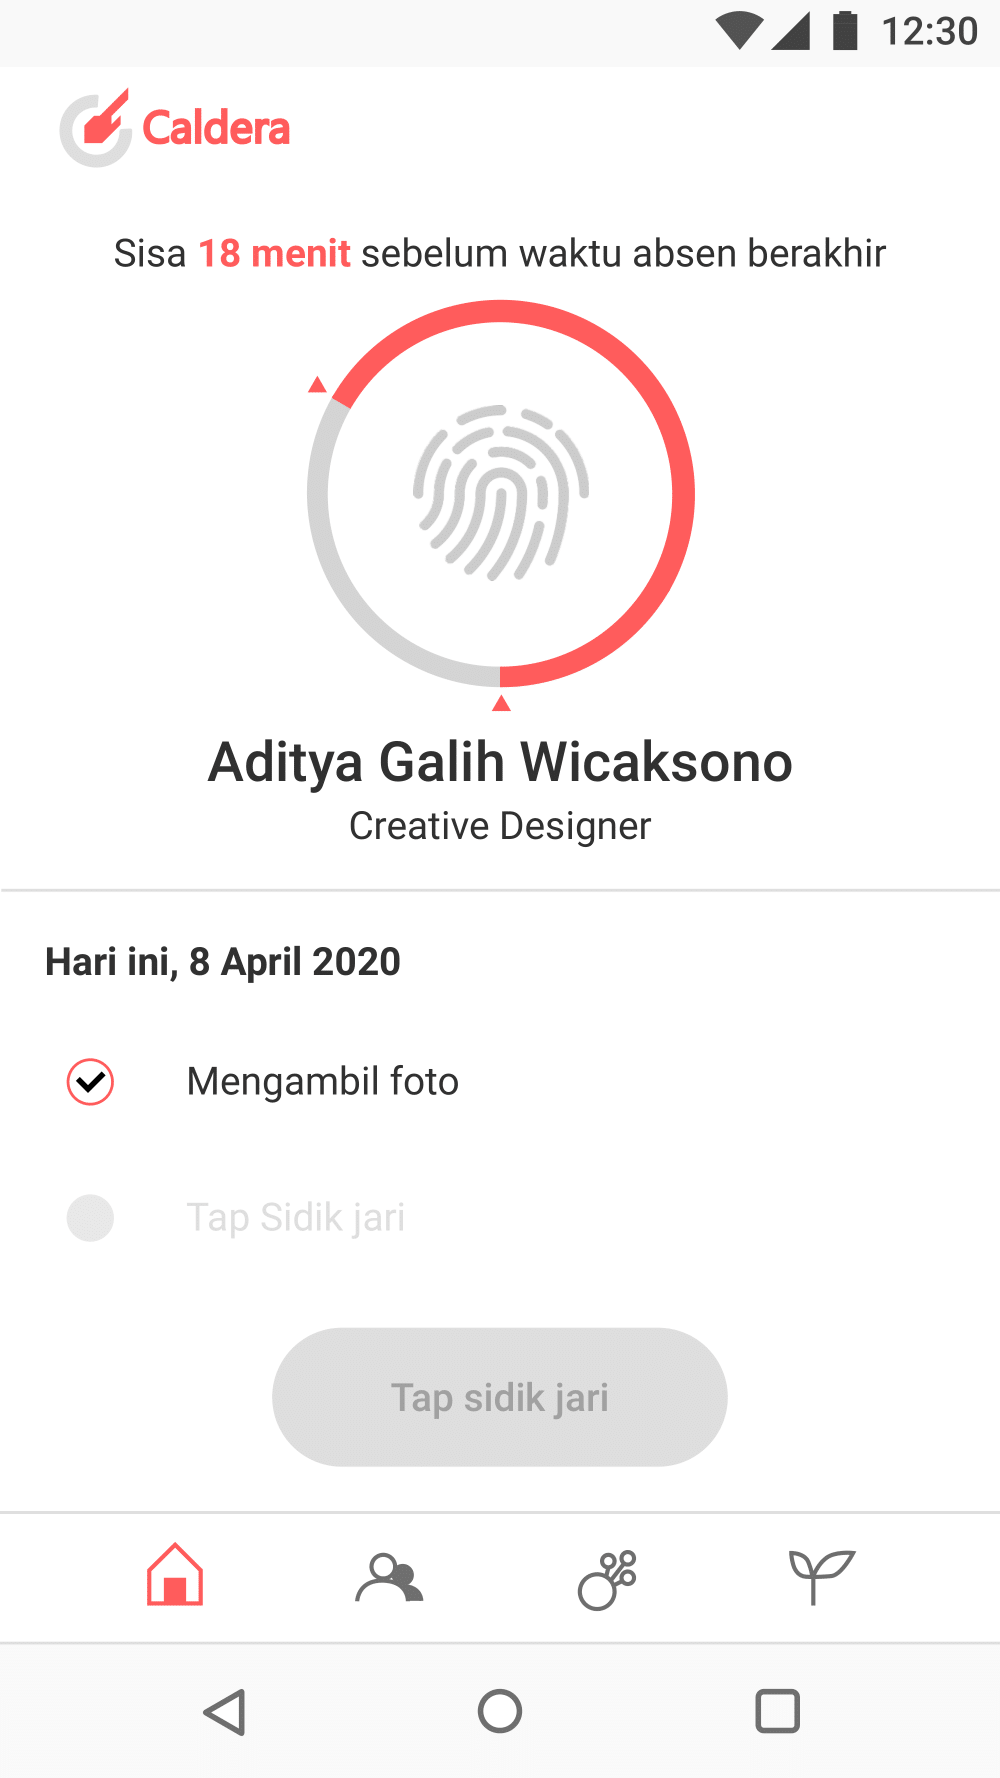 12:30
Caldera
Sisa 18 menit sebelum waktu absen berakhir
Aditya Galih Wicaksono
Creative Designer
Hari ini, 8 April 2020
Mengambil foto
Tap Sidik jari
Tap sidik jari